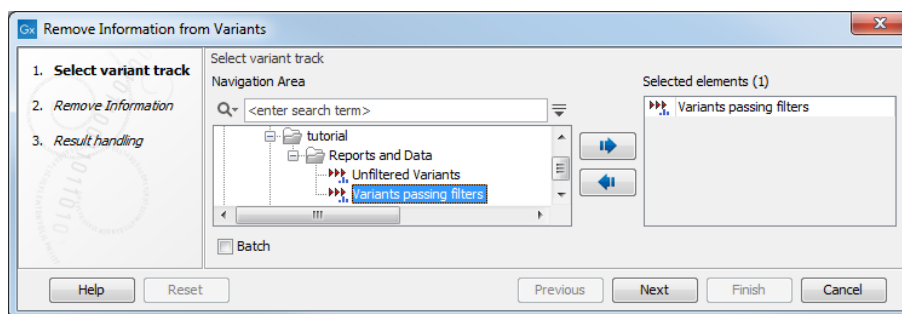 Gx Remove Information from Variants
1. Select variant track
2. Remove Information
3. Result handling
Select variant track
Navigation Area
<enter search term>
tutorial
Reports and Data
Unfiltered Variants
Variants passing filters
Batch
Selected elements (1)
Variants passing filters
Help Reset Previous Next Finish Cancel